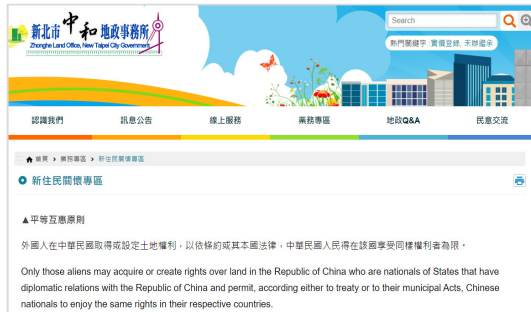 新北市中和地政事務所
Zhonghe Land Office, New Taipei City Government
Search
熱門關鍵字:實價登錄, 未辦繼承
認識我們 訊息公告 線上服務 業務專區 地政Q&A 民意交流
首頁 > 業務專區 > 新住民關懷專區
新住民關懷專區
▲平等互惠原則
外國人在中華民國取得或設定土地權利，以依條約或其本國法律，中華民國人民得在該國享受同樣權利者為限。
Only those aliens may acquire or create rights over land in the Republic of China who are nationals of States that have
diplomatic relations with the Republic of China and permit, according either to treaty or to their municipal Acts, Chinese
nationals to enjoy the same rights in their respective countries.